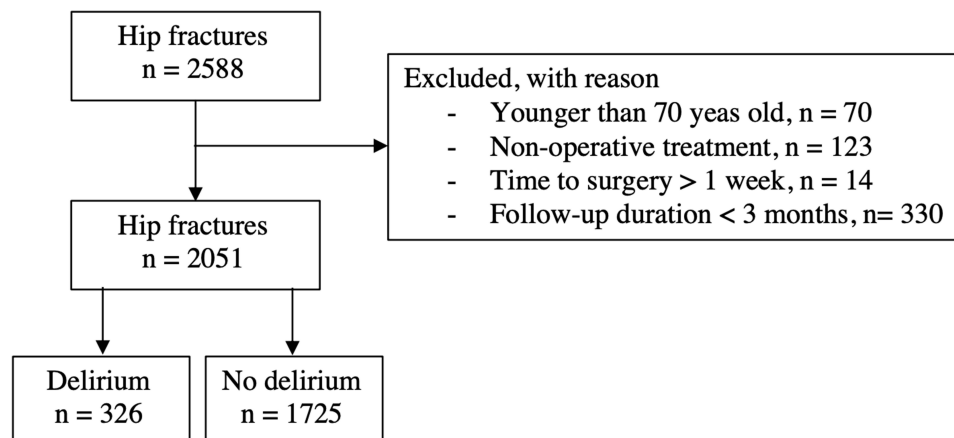 Hip fractures
n = 2588
Excluded, with reason
- Younger than 70 yeas old, n = 70
- Non-operative treatment, n = 123
- Time to surgery > 1 week, n = 14
- Follow-up duration < 3 months, n= 330
Hip fractures
n = 2051
Delirium
n = 326
No delirium
n = 1725